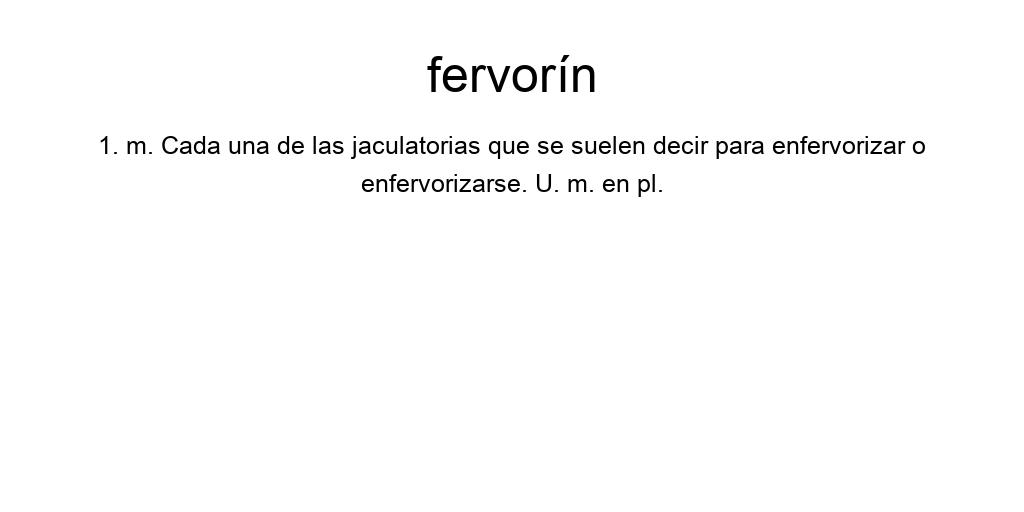 fervorín
1. m. Cada una de las jaculatorias que se suelen decir para enfervorizar o
enfervorizarse. U. m. en pl.